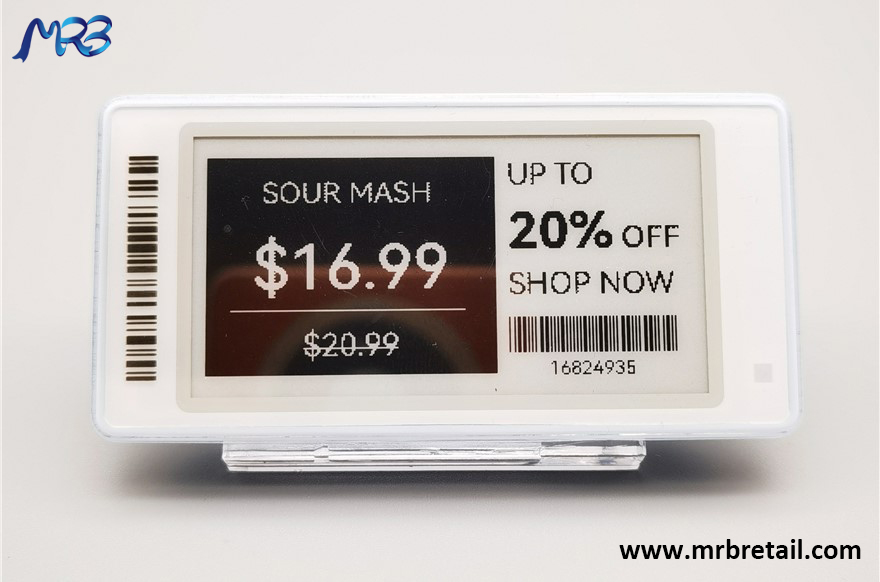 MRB
SOUR MASH
$16.99
$20.99
UP TO
20% OFF
SHOP NOW
16824935
www.mrbretail.com